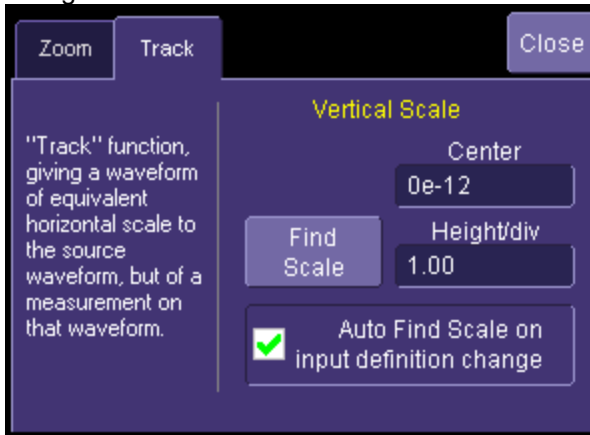 Zoom
Track
Close
"Track" function,
giving a waveform
of equivalent
horizontal scale to
the source
waveform, but of a
measurement on
that waveform.
Vertical Scale
Center
0e-12
Find
Scale
Height/div
1.00
Auto Find Scale on
input definition change